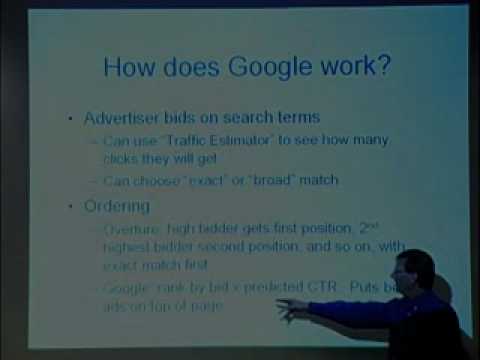 How does Google work?
• Advertiser bids on search terms
– Can use "Traffic Estimator" to see how many
clicks they will get
– Can choose "exact" or "broad" match
• Ordering
– Overture: high bidder gets first position, 2nd
highest bidder second position, and so on, with
exact match first
– Google: rank by bid x predicted CTR. Puts
ads on top of page